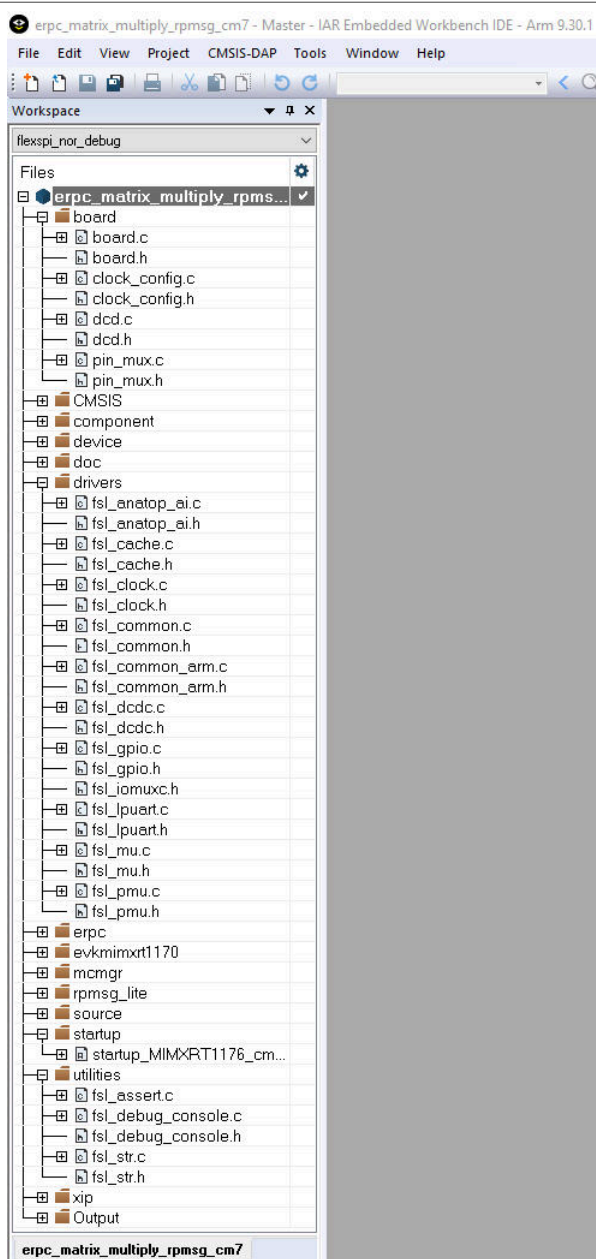 erpc_matrix_multiply_rpmsg_cm7 - Master - IAR Embedded Workbench IDE - Arm 9.30.1
File Edit View Project CMSIS-DAP Tools Window Help
Workspace
flexspi_nor_debug
Files
erpc_matrix_multiply_rpms...
board
board.c
board.h
clock_config.c
clock_config.h
dcd.c
dcd.h
pin_mux.c
pin_mux.h
CMSIS
component
device
doc
drivers
fsl_anatop_ai.c
fsl_anatop_ai.h
fsl_cache.c
fsl_cache.h
fsl_clock.c
fsl_clock.h
fsl_common.c
fsl_common.h
fsl_common_arm.c
fsl_common_arm.h
fsl_dcdc.c
fsl_dcdc.h
fsl_gpio.c
fsl_gpio.h
fsl_iomuxc.h
fsl_lpuart.c
fsl_lpuart.h
fsl_mu.c
fsl_mu.h
fsl_pmu.c
fsl_pmu.h
erpc
evkmimxrt1170
mcmgr
rpmsg_lite
source
startup
startup_MIMXRT1176_cm...
utilities
fsl_assert.c
fsl_debug_console.c
fsl_debug_console.h
fsl_str.c
fsl_str.h
xip
Output
erpc_matrix_multiply_rpmsg_cm7